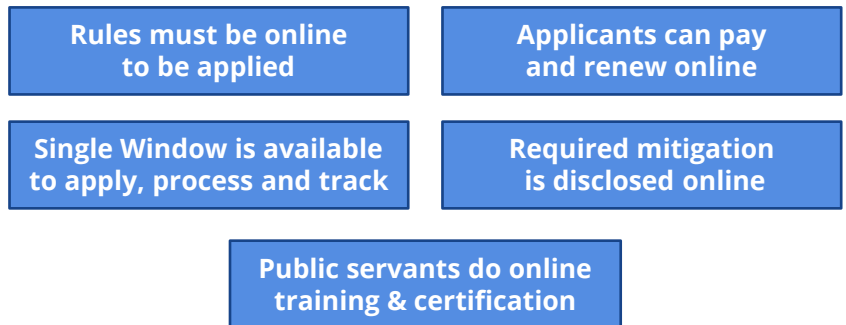 Rules must be online
to be applied
Applicants can pay
and renew online
Single Window is available
to apply, process and track
Required mitigation
is disclosed online
Public servants do online
training & certification